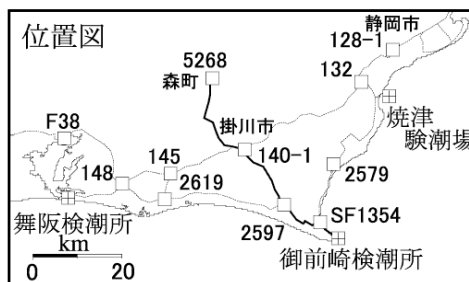 位置図
静岡市
128-1
5268
森町
132
焼津
験潮場
F38
掛川市
140-1
148
145
2619
2579
舞阪検潮所
2597
SF1354
御前崎検潮所
km
0 20